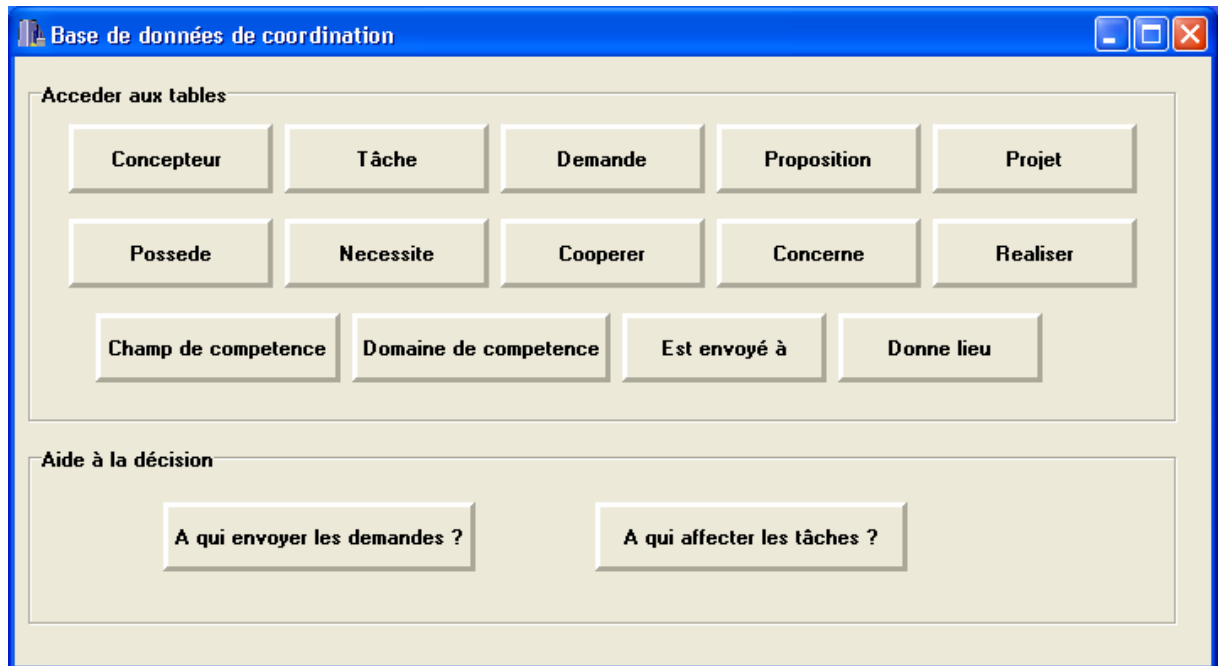 Base de données de coordination
Acceder aux tables
Concepteur Tâche Demande Proposition Projet
Possede Necessite Cooperer Concerne Realiser
Champ de competence Domaine de competence Est envoyé à Donne lieu
Aide à la décision
A qui envoyer les demandes ? A qui affecter les tâches ?